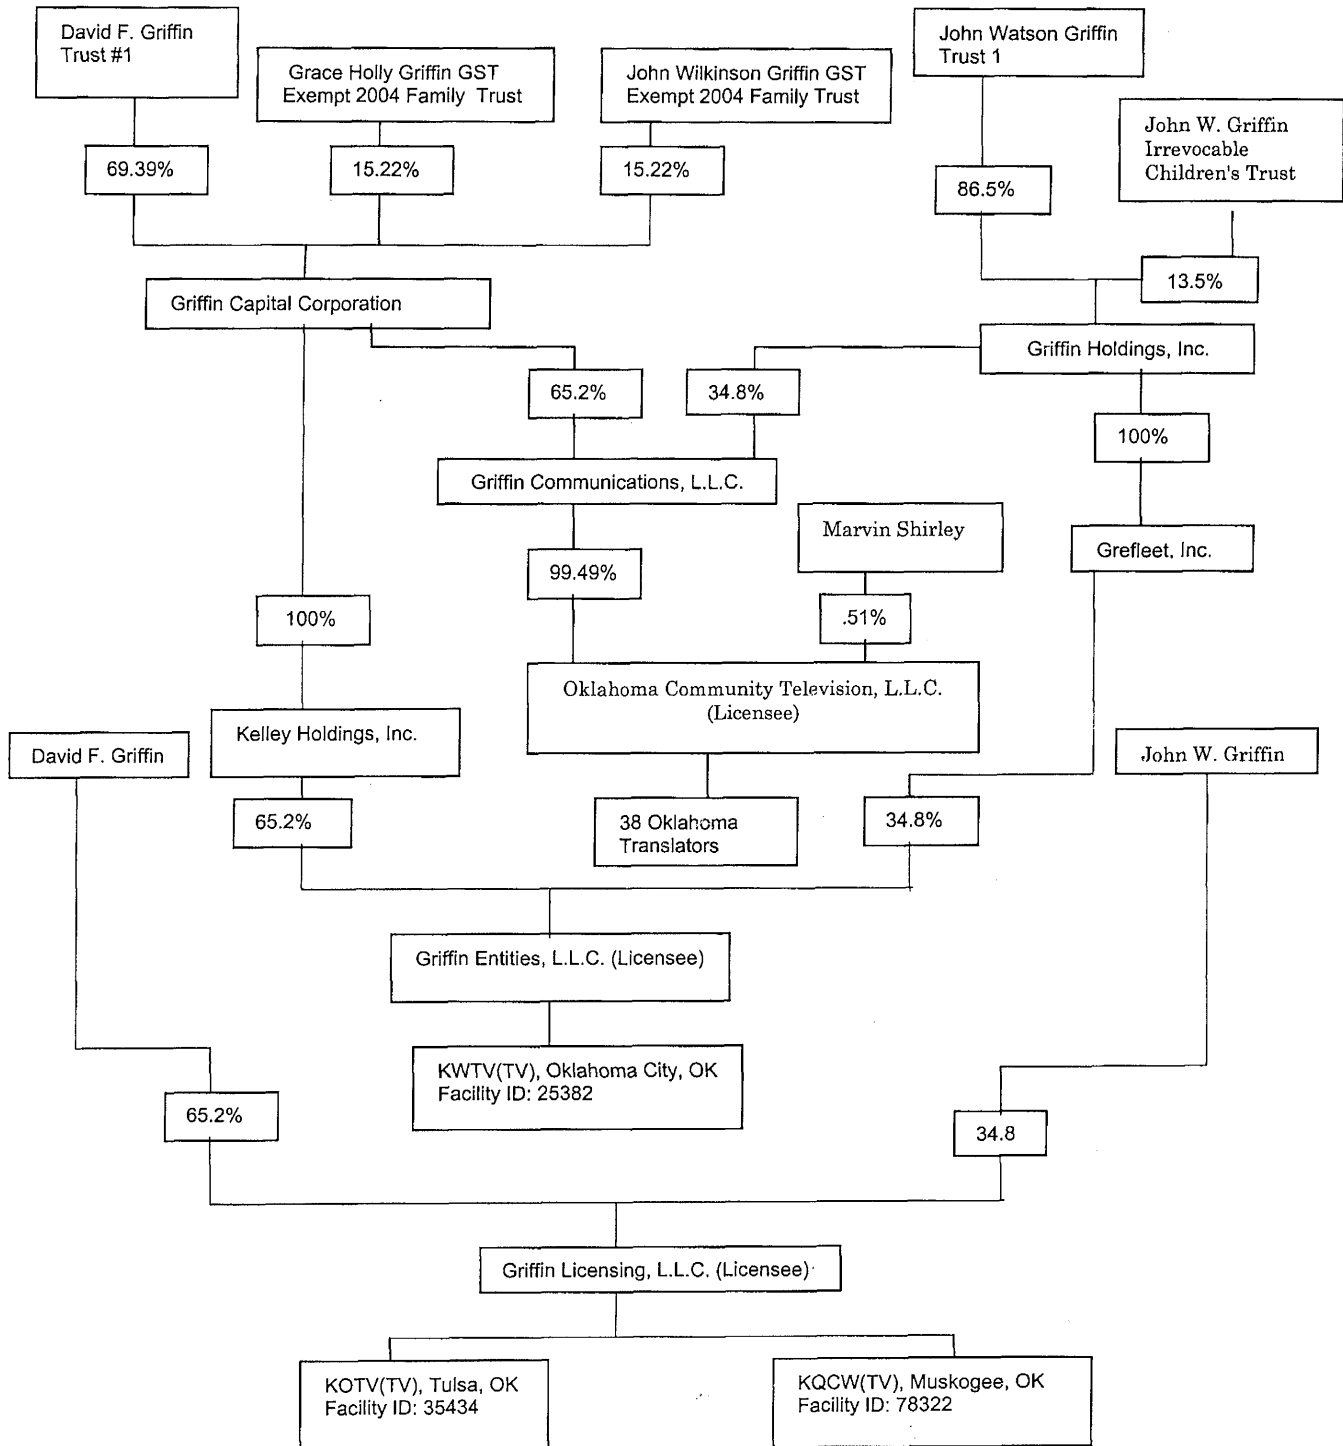 David F. Griffin
Trust #1
Grace Holly Griffin GST
Exempt 2004 Family Trust
John Wilkinson Griffin GST
Exempt 2004 Family Trust
John Watson Griffin
Trust 1
John W. Griffin
Irrevocable
Children's Trust
69.39%
15.22%
15.22%
86.5%
13.5%
Griffin Capital Corporation
Griffin Holdings, Inc.
65.2%
34.8%
100%
Griffin Communications, L.L.C.
Marvin Shirley
Grefleet, Inc.
99.49%
.51%
100%
Oklahoma Community Television, L.L.C.
(Licensee)
Kelley Holdings, Inc.
David F. Griffin
John W. Griffin
65.2%
38 Oklahoma
Translators
34.8%
Griffin Entities, L.L.C. (Licensee)
KWTV(TV), Oklahoma City, OK
Facility ID: 25382
65.2%
34.8
Griffin Licensing, L.L.C. (Licensee)
KOTV(TV), Tulsa, OK
Facility ID: 35434
KQCW(TV), Muskogee, OK
Facility ID: 78322